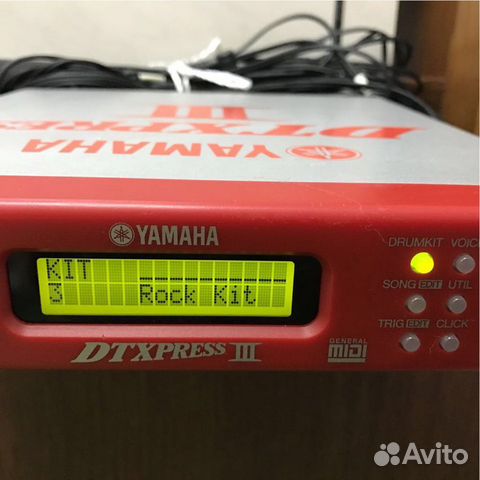 YAMAHA
DTXPRESS III
YAMAHA
KIT
3 Rock Kit
DTXPRESS III
GENERAL MIDI
DRUMKIT VOICE
SONG EDIT UTIL
TRIG EDIT CLICK
Avito